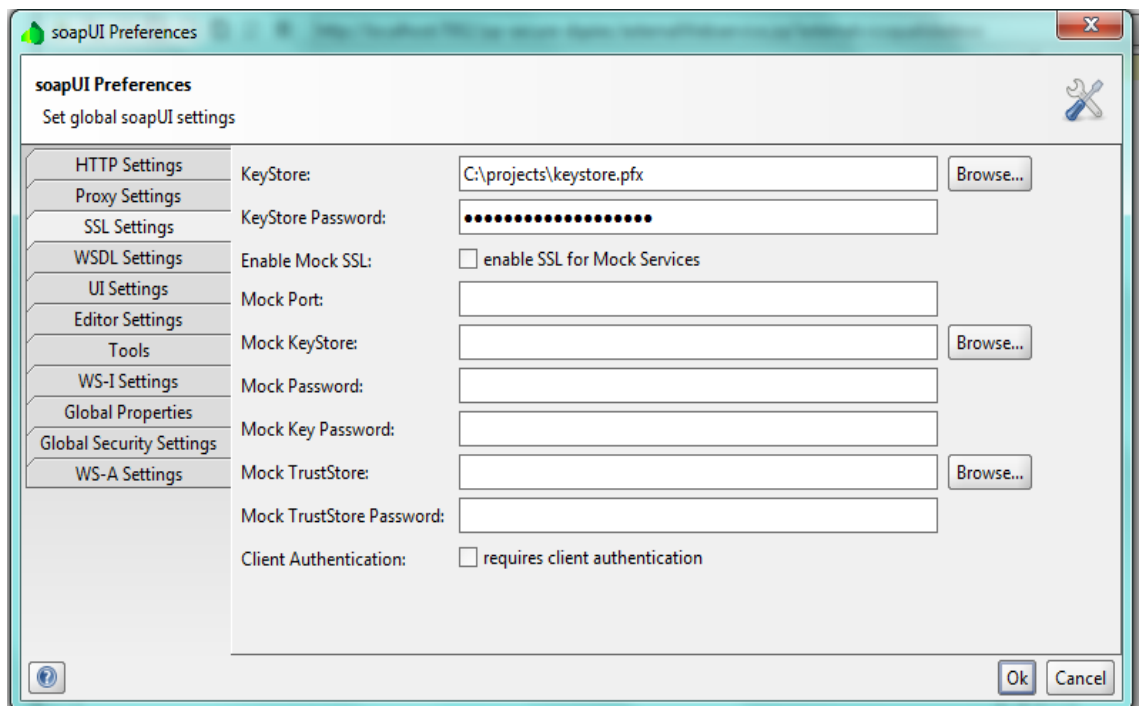 soapUI Preferences
soapUI Preferences
Set global soapUI settings
HTTP Settings
Proxy Settings
SSL Settings
WSDL Settings
UI Settings
Editor Settings
Tools
WS-I Settings
Global Properties
Global Security Settings
WS-A Settings
KeyStore: C:\projects\keystore.pfx Browse...
KeyStore Password: ●●●●●●●●●●●●●●●●●●●
Enable Mock SSL: enable SSL for Mock Services
Mock Port:
Mock KeyStore: Browse...
Mock Password:
Mock Key Password:
Mock TrustStore: Browse...
Mock TrustStore Password:
Client Authentication: requires client authentication
Ok Cancel